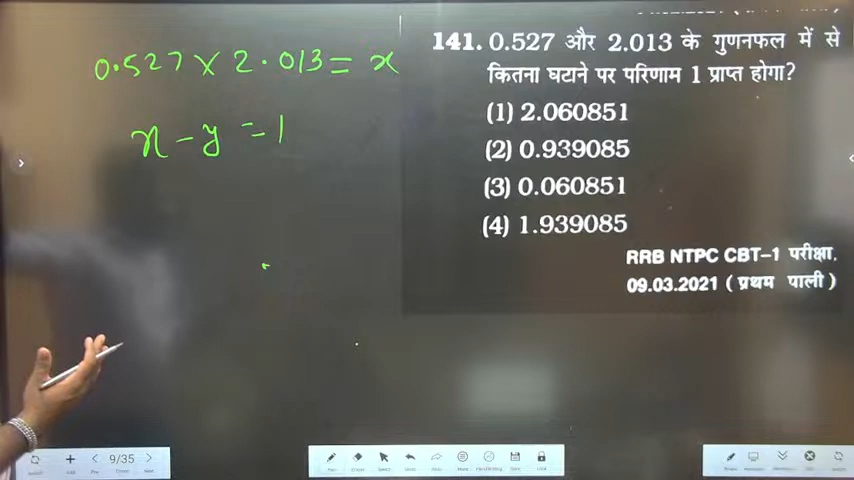 0.527 × 2.013 = x
x - y = 1
141. 0.527 और 2.013 के गुणनफल में से
कितना घटाने पर परिणाम 1 प्राप्त होगा?
(1) 2.060851
(2) 0.939085
(3) 0.060851
(4) 1.939085
RRB NTPC CBT-1 परीक्षा,
09.03.2021 ( प्रथम पाली )
9/35